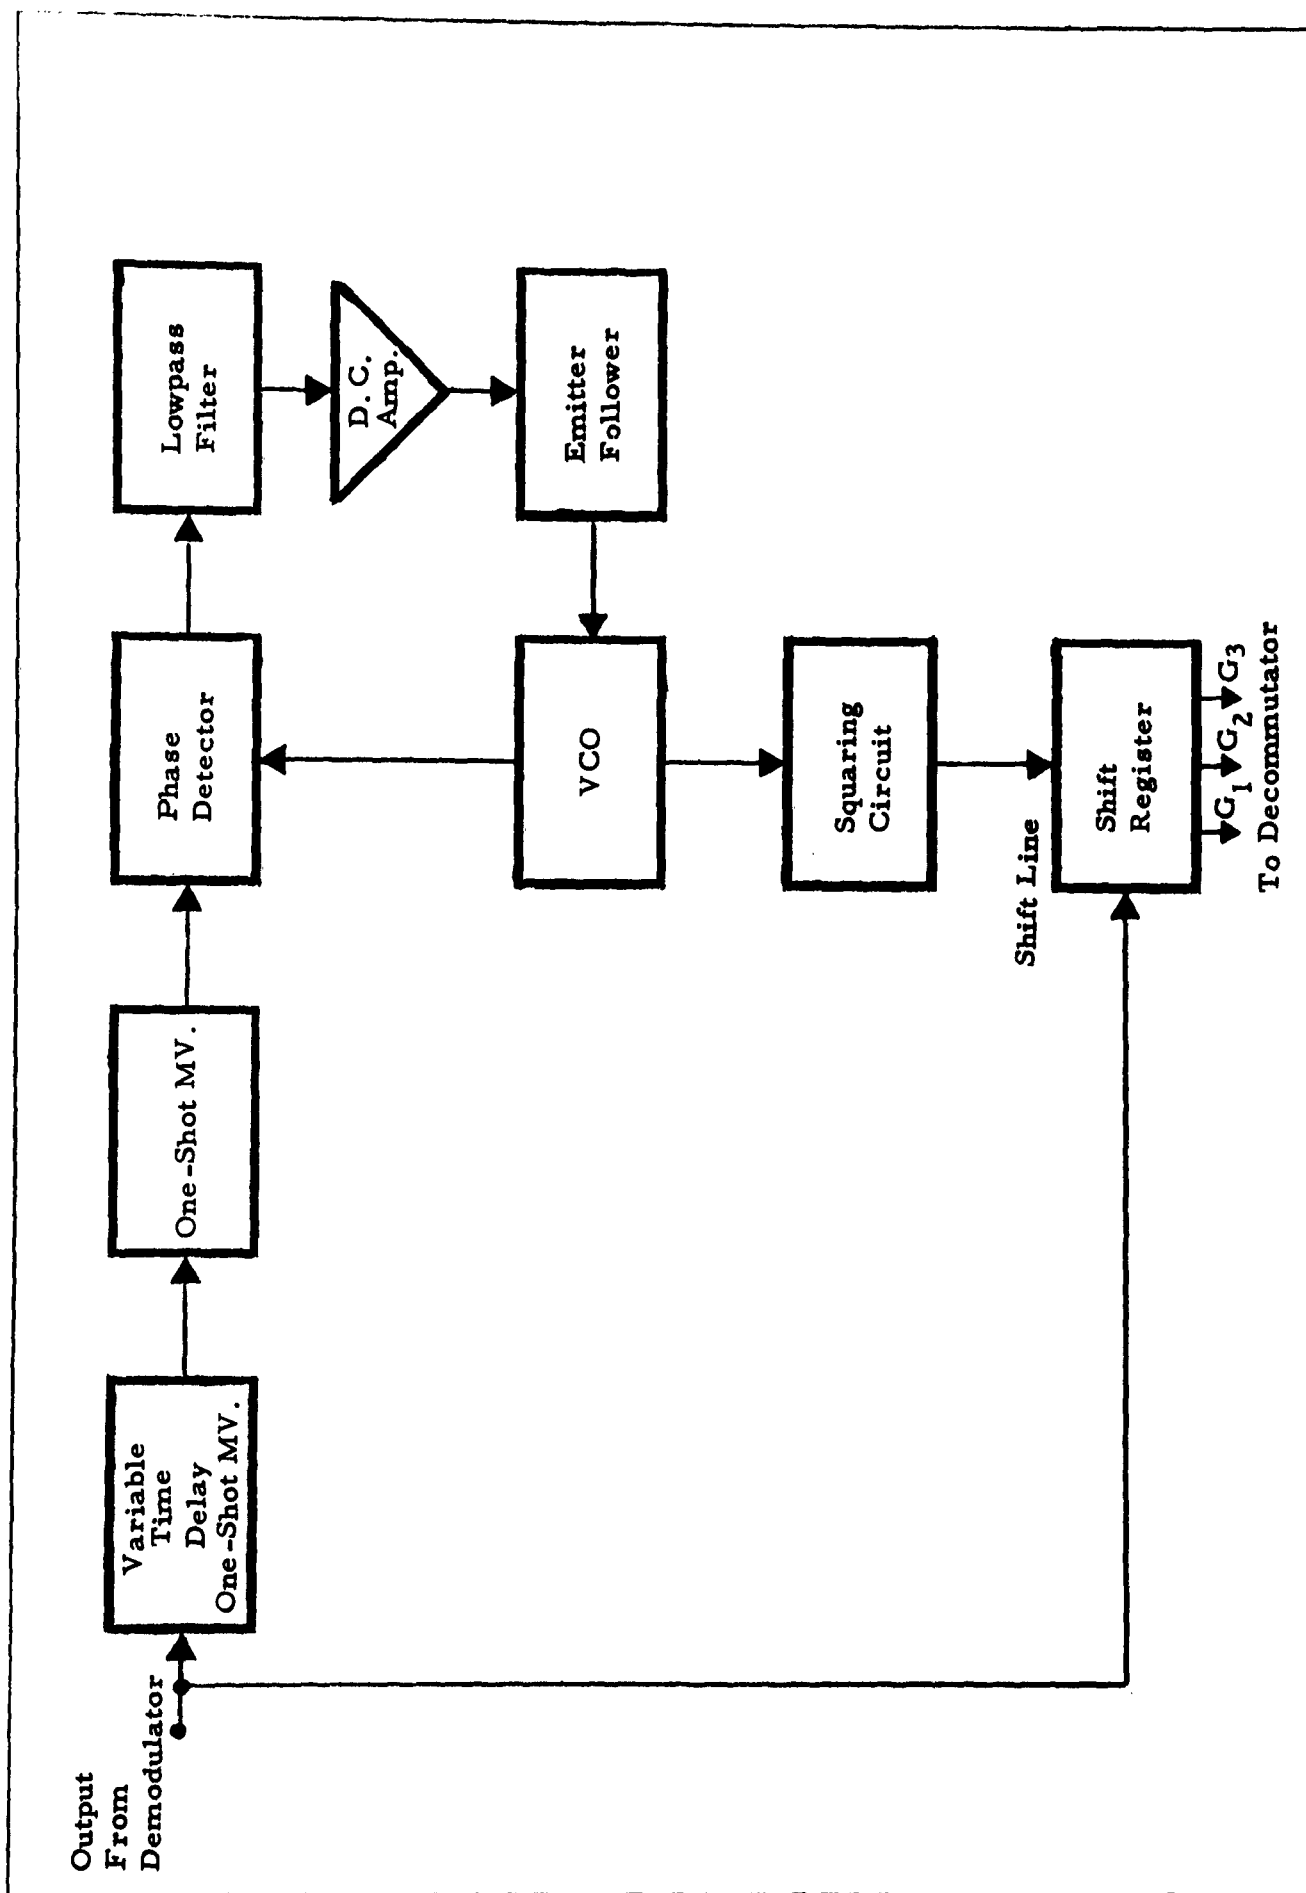 Output
From
Demodulator
Variable
Time
Delay
One-Shot MV.
One-Shot MV.
Phase
Detector
Lowpass
Filter
D. C.
Amp.
Emitter
Follower
VCO
Squaring
Circuit
Shift Line
Shift
Register
G1 G2 G3
To Decommutator